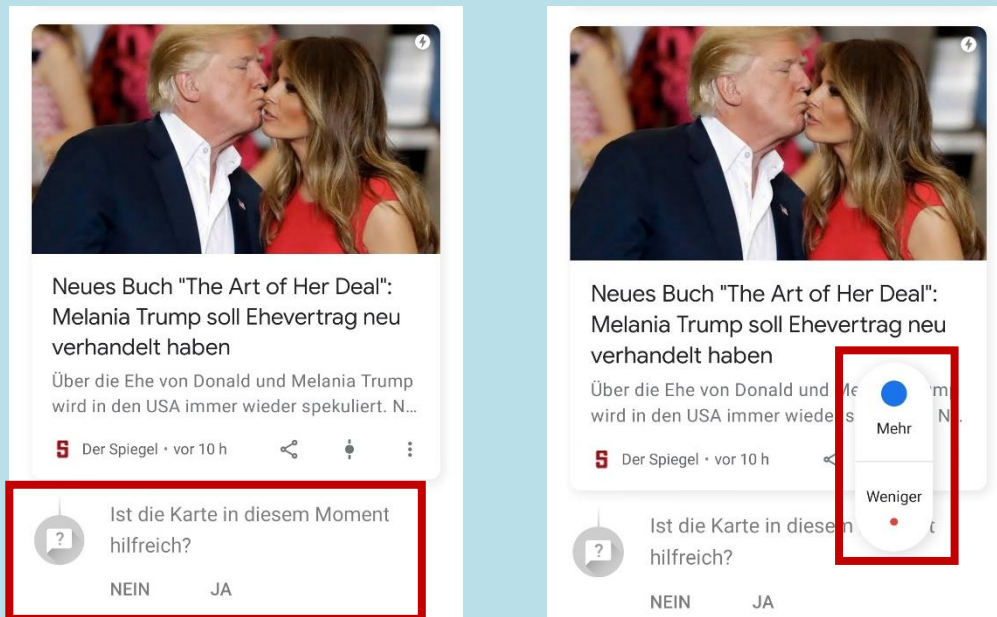 Neues Buch "The Art of Her Deal":
Melania Trump soll Ehevertrag neu
verhandelt haben
Über die Ehe von Donald und Melania Trump
wird in den USA immer wieder spekuliert. N...
Der Spiegel · vor 10 h
Ist die Karte in diesem Moment
hilfreich?
NEIN JA
Neues Buch "The Art of Her Deal":
Melania Trump soll Ehevertrag neu
verhandelt haben
Über die Ehe von Donald und
wird in den USA immer
Der Spiegel · vor 10 h
Mehr
Weniger
Ist die Karte in
hilfreich?
NEIN JA